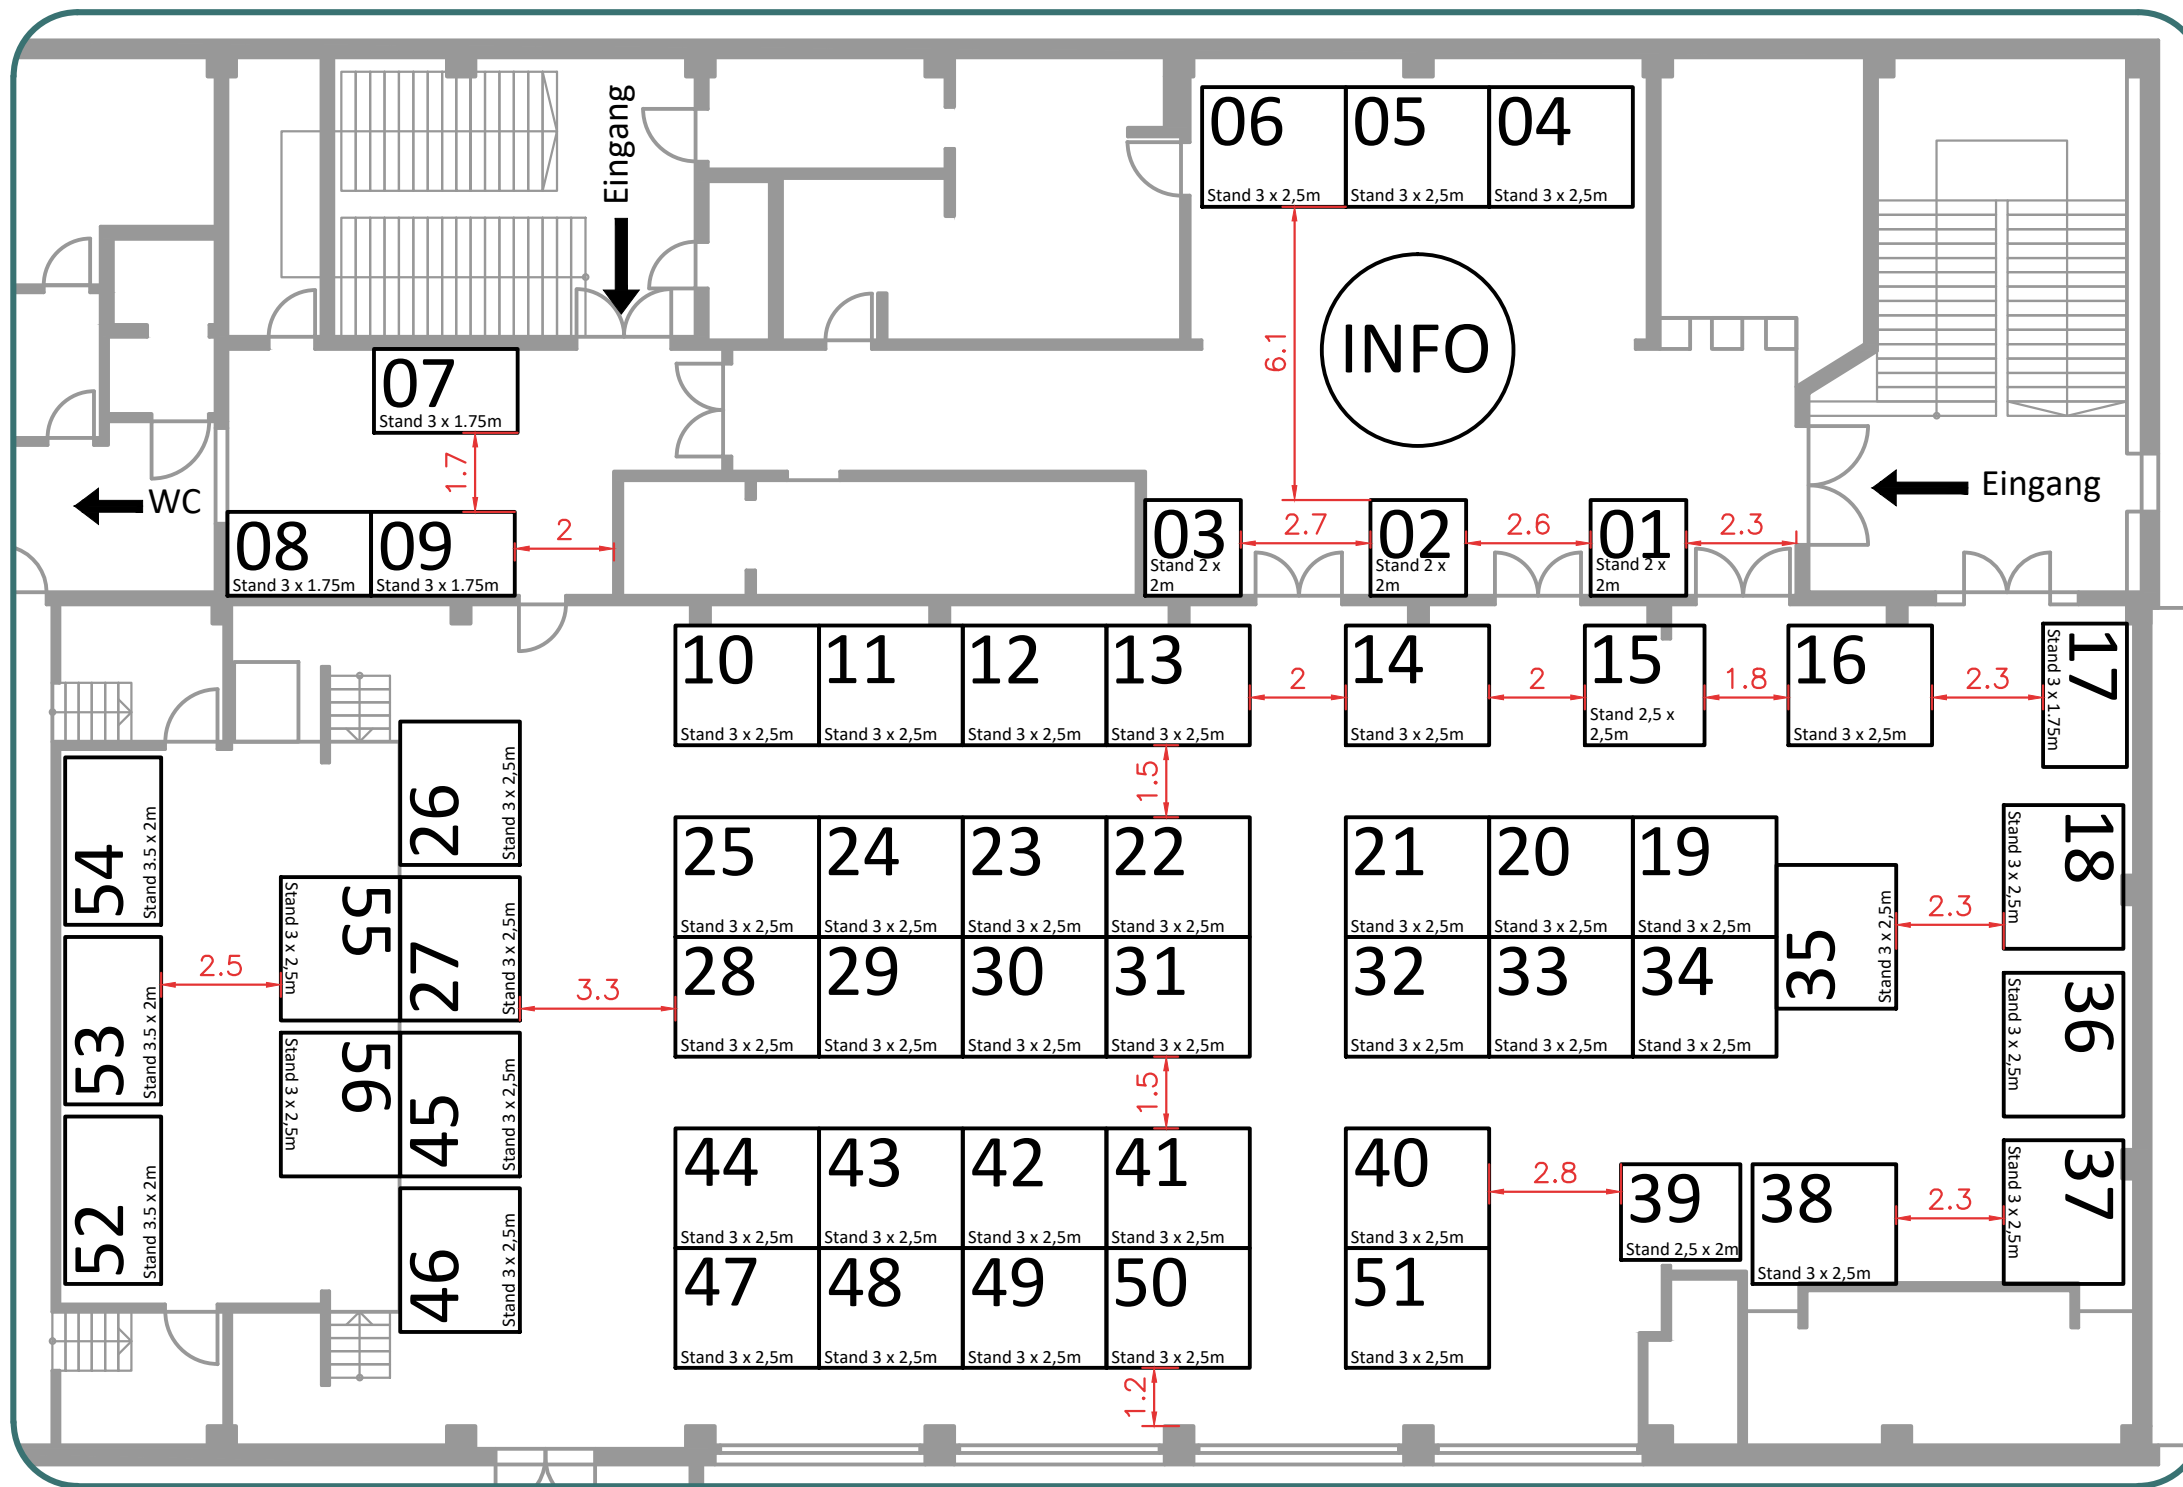 Eingang
06
Stand 3 x 2,5m
05
Stand 3 x 2,5m
04
Stand 3 x 2,5m
6.1
INFO
07
Stand 3 x 1.75m
1.7
WC
08
Stand 3 x 1.75m
09
Stand 3 x 1.75m
2
03
Stand 2 x
2m
2.7
02
Stand 2 x
2m
2.6
01
Stand 2 x
2m
2.3
Eingang
10
Stand 3 x 2,5m
11
Stand 3 x 2,5m
12
Stand 3 x 2,5m
13
Stand 3 x 2,5m
2
14
Stand 3 x 2,5m
2
15
Stand 2,5 x
2,5m
1.8
16
Stand 3 x 2,5m
2.3
17
Stand 3 x 1.75m
1.5
54
Stand 3.5 x 2m
26
Stand 3 x 2,5m
25
Stand 3 x 2,5m
24
Stand 3 x 2,5m
23
Stand 3 x 2,5m
22
Stand 3 x 2,5m
21
Stand 3 x 2,5m
20
Stand 3 x 2,5m
19
Stand 3 x 2,5m
18
Stand 3 x 2,5m
53
Stand 3.5 x 2m
2.5
55
Stand 3 x 2,5m
27
Stand 3 x 2,5m
3.3
28
Stand 3 x 2,5m
29
Stand 3 x 2,5m
30
Stand 3 x 2,5m
31
Stand 3 x 2,5m
32
Stand 3 x 2,5m
33
Stand 3 x 2,5m
34
Stand 3 x 2,5m
35
Stand 3 x 2,5m
2.3
36
Stand 3 x 2,5m
1.5
52
Stand 3.5 x 2m
56
Stand 3 x 2,5m
45
Stand 3 x 2,5m
44
Stand 3 x 2,5m
43
Stand 3 x 2,5m
42
Stand 3 x 2,5m
41
Stand 3 x 2,5m
40
Stand 3 x 2,5m
2.8
39
Stand 2,5 x 2m
38
Stand 3 x 2,5m
2.3
37
Stand 3 x 2,5m
46
Stand 3 x 2,5m
47
Stand 3 x 2,5m
48
Stand 3 x 2,5m
49
Stand 3 x 2,5m
50
Stand 3 x 2,5m
51
Stand 3 x 2,5m
1.2